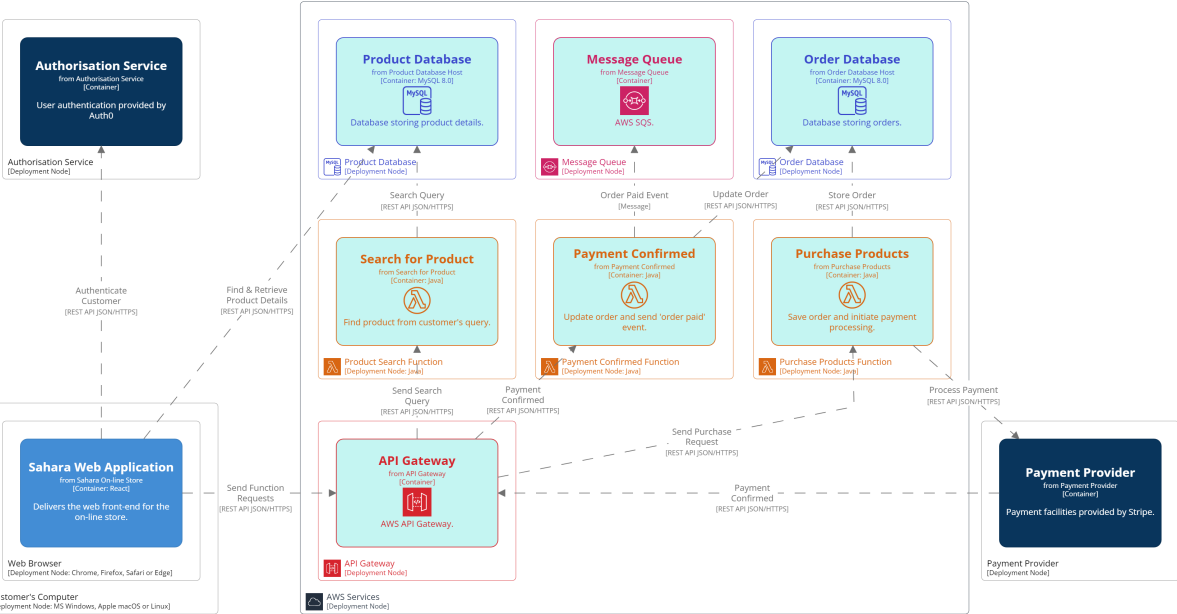 Authorisation Service
from Authorisation Service
[Container]
User authentication provided by
Auth0
Authorisation Service
[Deployment Node]
Product Database
from Product Database Host
[Container: MySQL 8.0]
MySQL
Database storing product details.
MySQL
Product Database
[Deployment Node]
Message Queue
from Message Queue
[Container]
AWS SQS.
Message Queue
[Deployment Node]
Order Database
from Order Database Host
[Container: MySQL 8.0]
MySQL
Database storing orders.
MySQL
Order Database
[Deployment Node]
Search Query
[REST API JSON/HTTPS]
Order Paid Event
[Message]
Update Order
[REST API JSON/HTTPS]
Store Order
[REST API JSON/HTTPS]
Authenticate
Customer
[REST API JSON/HTTPS]
Find & Retrieve
Product Details
[REST API JSON/HTTPS]
Search for Product
from Search for Product
[Container: Java]
Find product from customer's query.
Product Search Function
[Deployment Node: Java]
Payment Confirmed
from Payment Confirmed
[Container: Java]
Update order and send 'order paid'
event.
Payment Confirmed Function
[Deployment Node: Java]
Purchase Products
from Purchase Products
[Container: Java]
Save order and initiate payment
processing.
Purchase Products Function
[Deployment Node: Java]
Send Search
Query
[REST API JSON/HTTPS]
Payment
Confirmed
[REST API JSON/HTTPS]
Process Payment
[REST API JSON/HTTPS]
Send Purchase
Request
[REST API JSON/HTTPS]
Sahara Web Application
from Sahara On-line Store
[Container: React]
Delivers the web front-end for the
on-line store.
Web Browser
[Deployment Node: Chrome, Firefox, Safari or Edge]
stomer's Computer
eployment Node: MS Windows, Apple macOS or Linux]
Send Function
Requests
[REST API JSON/HTTPS]
API Gateway
from API Gateway
[Container]
AWS API Gateway.
API Gateway
[Deployment Node]
AWS Services
[Deployment Node]
Payment
Confirmed
[REST API JSON/HTTPS]
Payment Provider
from Payment Provider
[Container]
Payment facilities provided by Stripe.
Payment Provider
[Deployment Node]